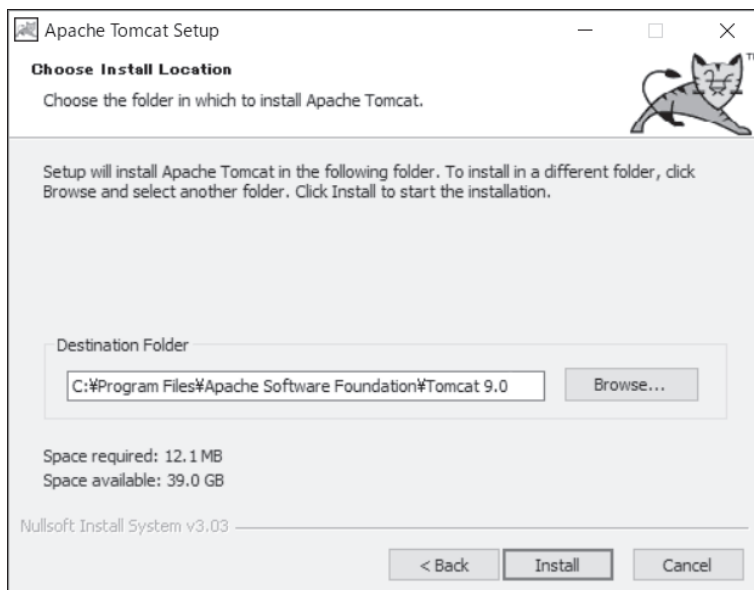 Apache Tomcat Setup
Choose Install Location
Choose the folder in which to install Apache Tomcat.
TM
Setup will install Apache Tomcat in the following folder. To install in a different folder, click
Browse and select another folder. Click Install to start the installation.
Destination Folder
C:¥Program Files¥Apache Software Foundation¥Tomcat 9.0
Browse...
Space required: 12.1 MB
Space available: 39.0 GB
Nullsoft Install System v3.03
< Back Install Cancel